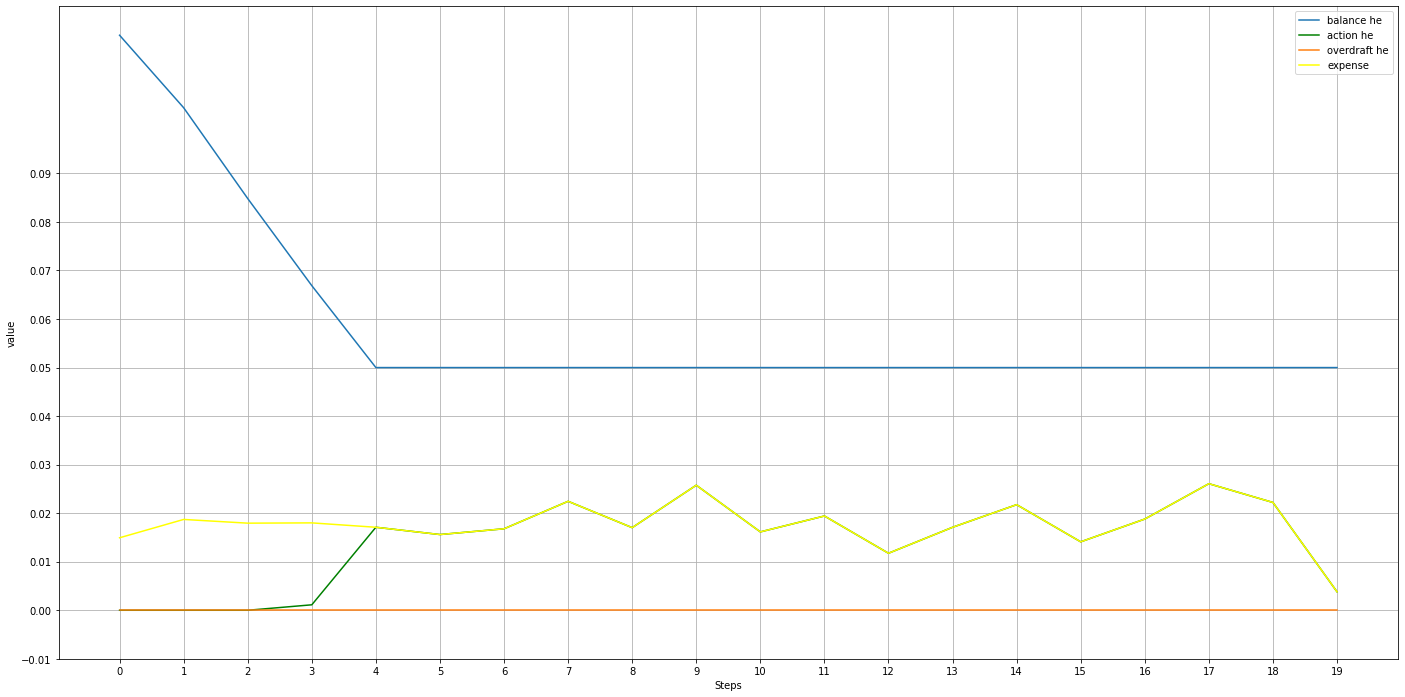 balance he
action he
overdraft he
expense
0.09
0.08
0.07
0.06
0.05
0.04
0.03
0.02
0.01
0.00
−0.01
value
0 1 2 3 4 5 6 7 8 9 10 11 12 13 14 15 16 17 18 19
Steps